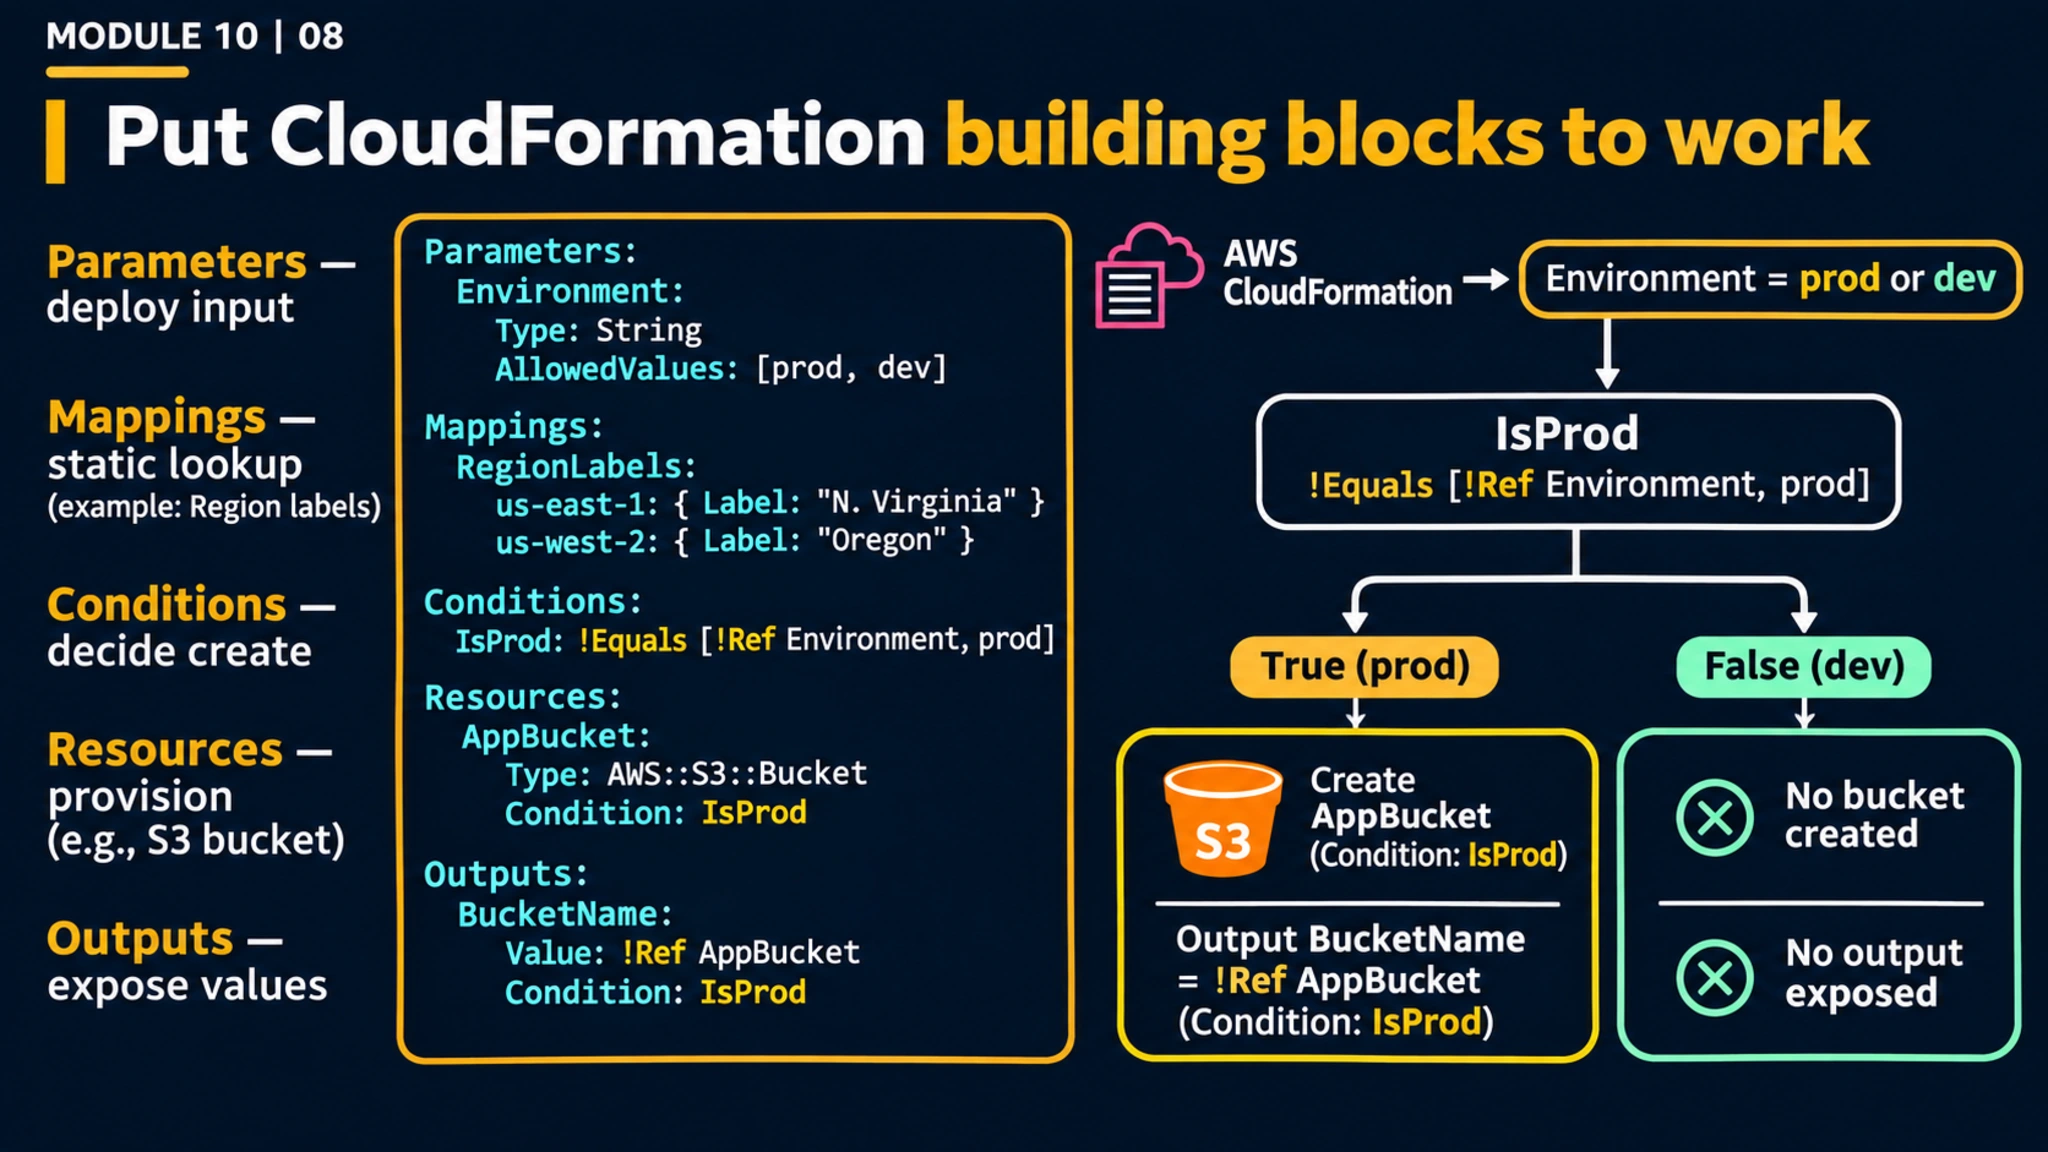 MODULE 10 | 08
Put CloudFormation building blocks to work
Parameters —
deploy input
Mappings —
static lookup
(example: Region labels)
Conditions —
decide create
Resources —
provision
(e.g., S3 bucket)
Outputs —
expose values
Parameters:
Environment:
Type: String
AllowedValues: [prod, dev]
Mappings:
RegionLabels:
us-east-1: { Label: "N. Virginia" }
us-west-2: { Label: "Oregon" }
Conditions:
IsProd: !Equals [!Ref Environment, prod]
Resources:
AppBucket:
Type: AWS::S3::Bucket
Condition: IsProd
Outputs:
BucketName:
Value: !Ref AppBucket
Condition: IsProd
AWS
CloudFormation
Environment = prod or dev
IsProd
!Equals [!Ref Environment, prod]
True (prod)
S3
Create
AppBucket
(Condition: IsProd)
Output BucketName
= !Ref AppBucket
(Condition: IsProd)
False (dev)
No bucket
created
No output
exposed